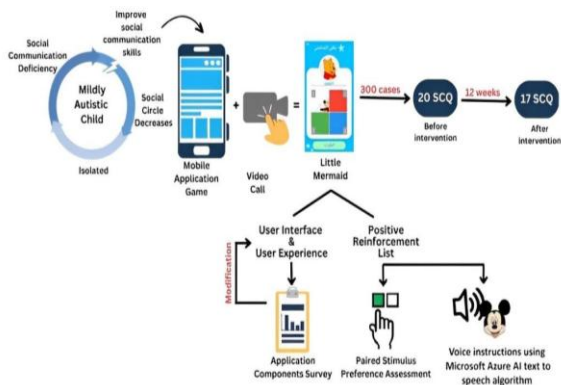 Improve
social
communication
skills
Social
Communication
Deficiency
Mildly
Autistic
Child
Social
Circle
Decreases
Isolated
Mobile
Application
Game
+
Video
Call
=
Little
Mermaid
300 cases
20 SCQ
Before
intervention
12 weeks
17 SCQ
After
intervention
User Interface
&
User Experience
Positive
Reinforcement
List
Modification
Application
Components Survey
Paired Stimulus
Preference Assessment
Voice instructions using
Microsoft Azure AI text to
speech algorithm